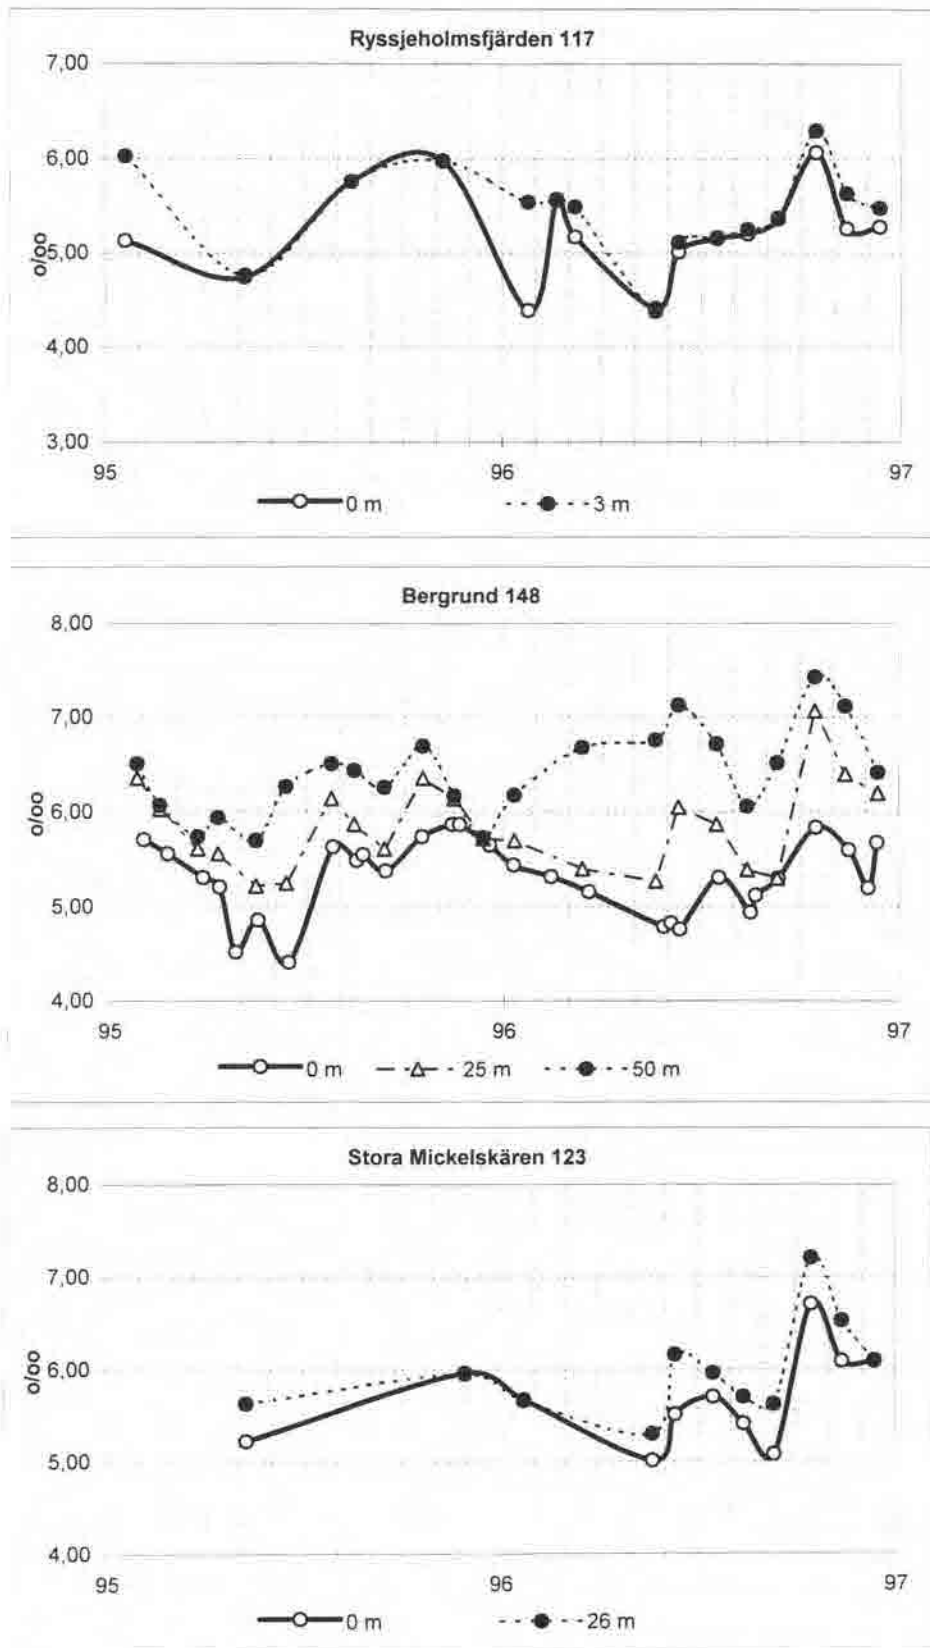 Ryssjeholmsfjärden 117
7,00
6,00
5,00
4,00
3,00
o/oo
95 96 97
0 m 3 m
Bergrund 148
8,00
7,00
6,00
5,00
4,00
o/oo
95 96 97
0 m 25 m 50 m
Stora Mickelskären 123
8,00
7,00
6,00
5,00
4,00
o/oo
95 96 97
0 m 26 m